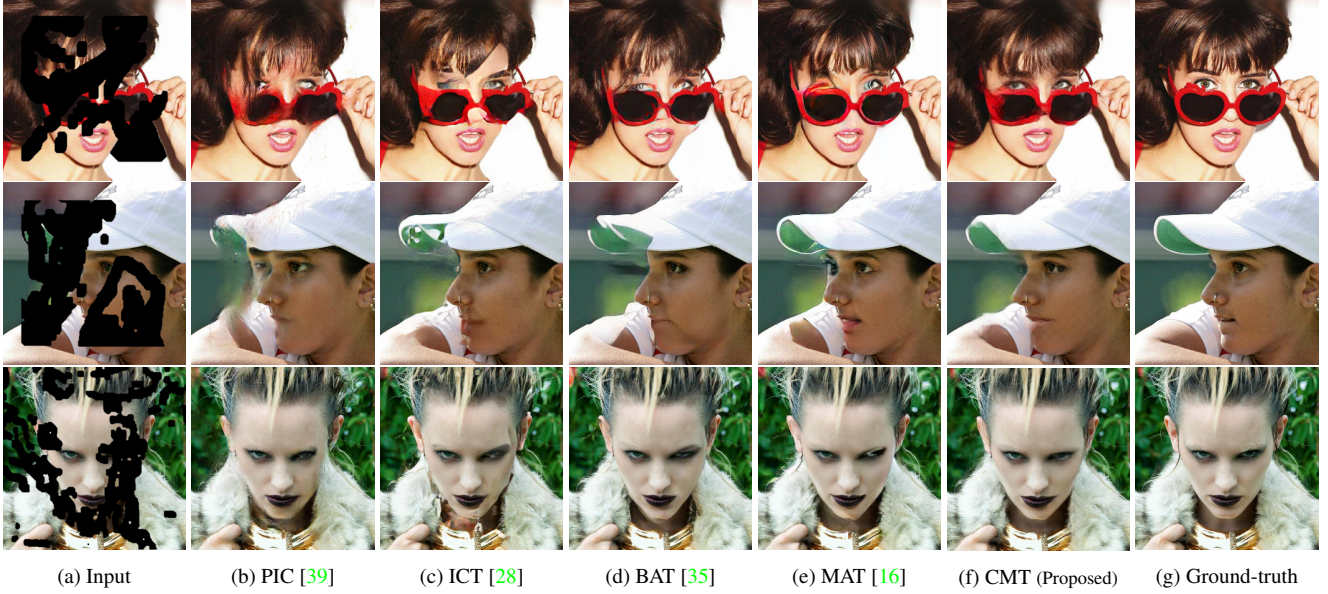 (a) Input (b) PIC [39] (c) ICT [28] (d) BAT [35] (e) MAT [16] (f) CMT (Proposed) (g) Ground-truth